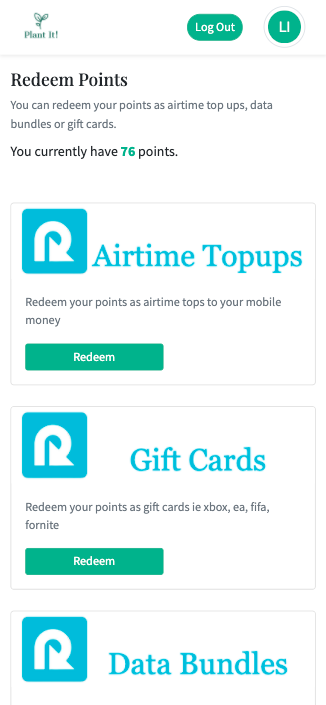 Plant It!
Log Out
LI
Redeem Points
You can redeem your points as airtime top ups, data
bundles or gift cards.
You currently have 76 points.
Airtime Topups
Redeem your points as airtime tops to your mobile
money
Redeem
Gift Cards
Redeem your points as gift cards ie xbox, ea, fifa,
fornite
Redeem
Data Bundles